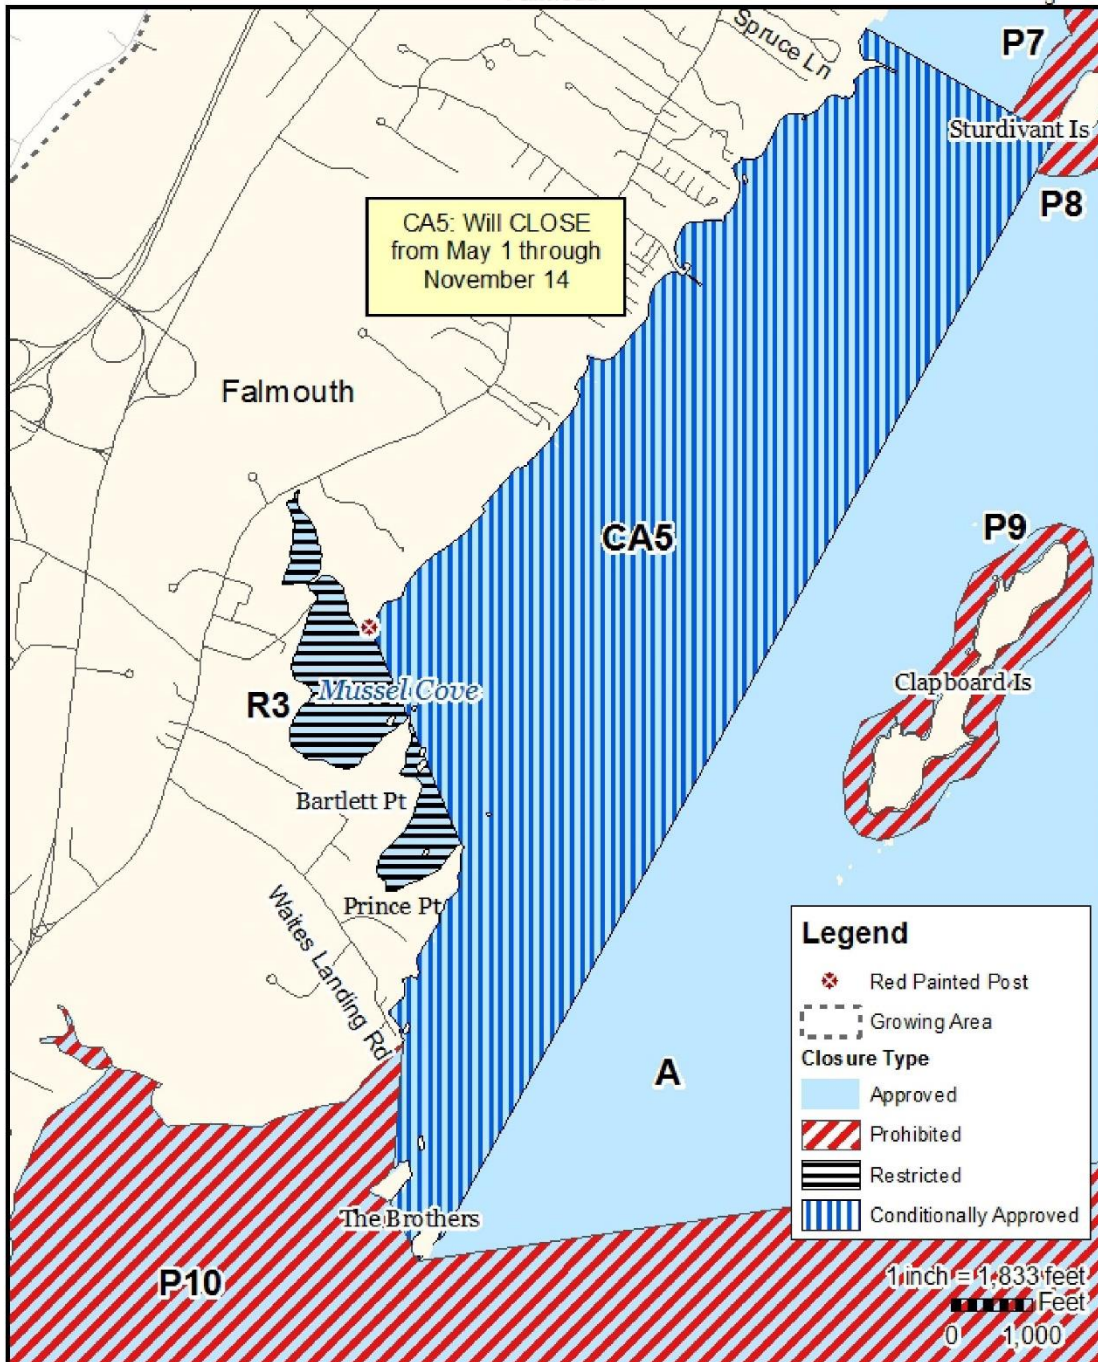 P7
Spruce Ln
Sturdivant Is
P8
CA5: Will CLOSE
from May 1 through
November 14
Falmouth
CA5
P9
Clapboard Is
R3
Mussel Cove
Bartlett Pt
Prince Pt
Waites Landing Rd
A
The Brothers
P10
Legend
Red Painted Post
Growing Area
Closure Type
Approved
Prohibited
Restricted
Conditionally Approved
1 inch = 1,833 feet
Feet
0 1,000